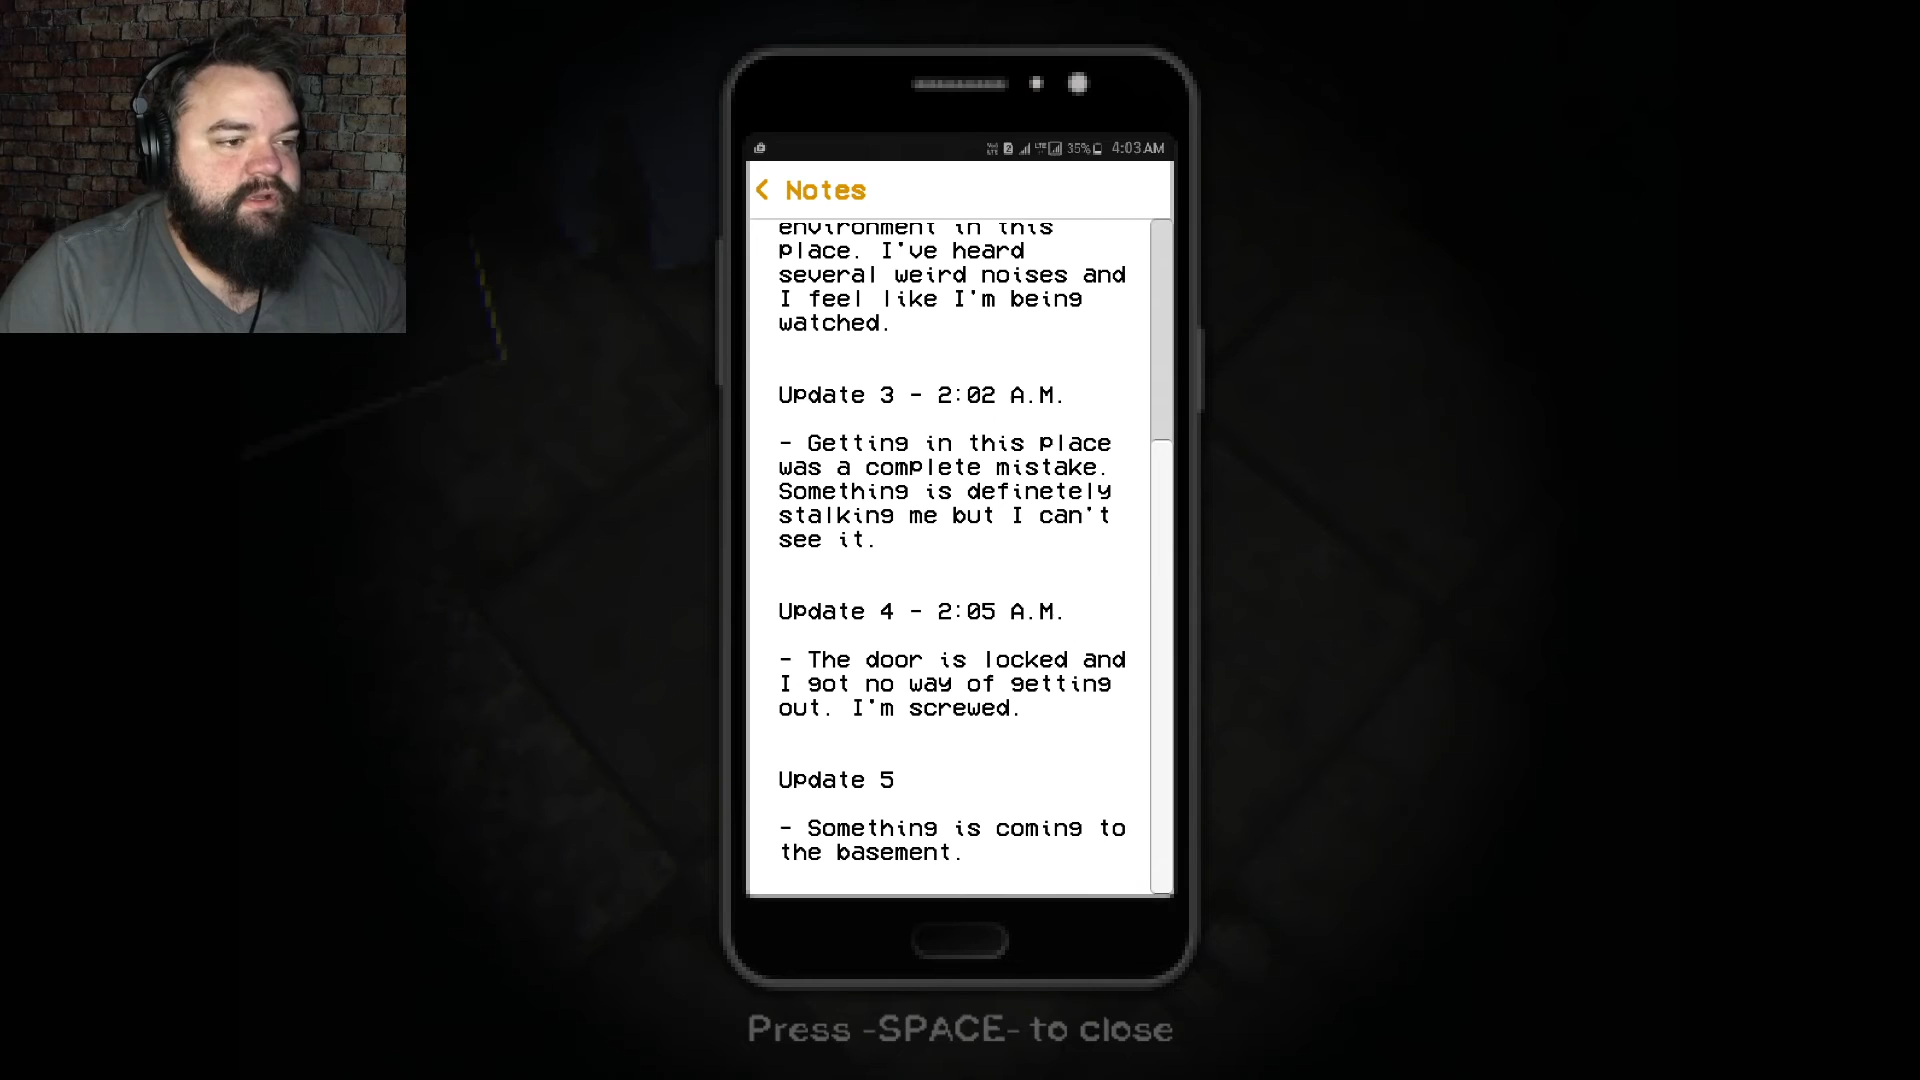 35% 4:03 AM
< Notes
environment in this
place. I've heard
several weird noises and
I feel like I'm being
watched.
Update 3 - 2:02 A.M.
- Getting in this place
was a complete mistake.
Something is definetely
stalking me but I can't
see it.
Update 4 - 2:05 A.M.
- The door is locked and
I got no way of getting
out. I'm screwed.
Update 5
- Something is coming to
the basement.
Press -SPACE- to close